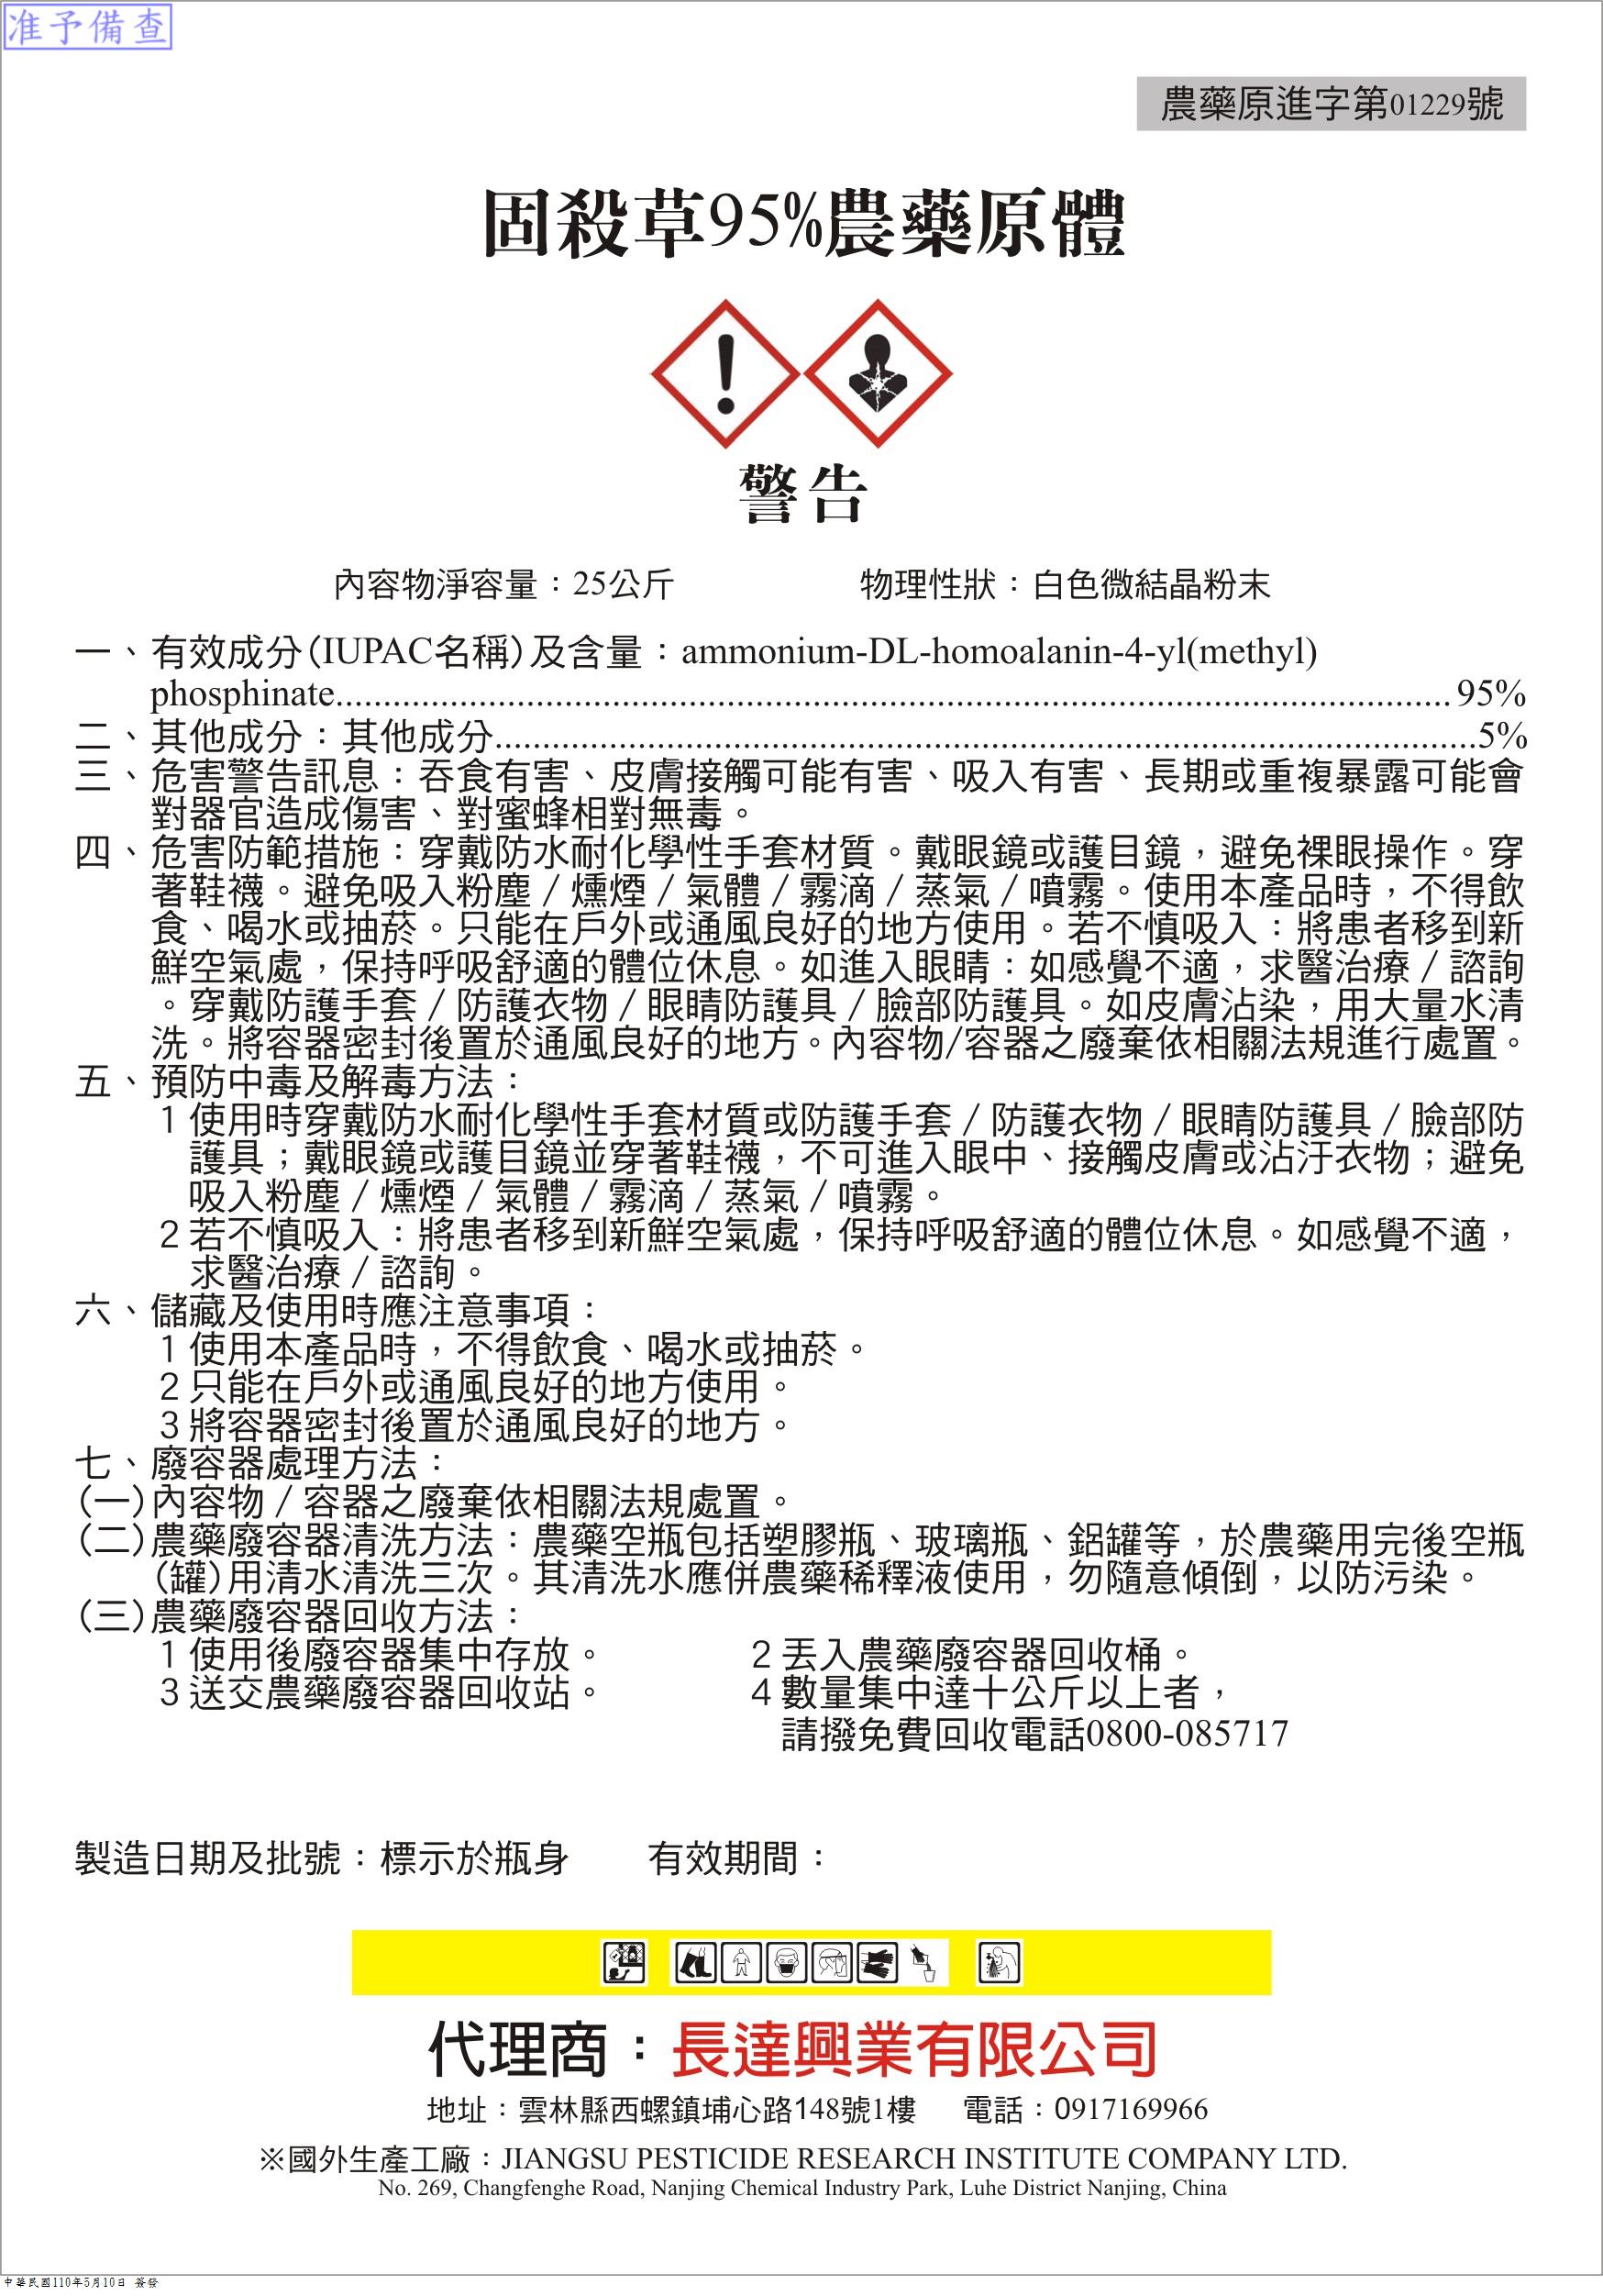 准予備查
農藥原進字第01229號
固殺草95%農藥原體
警告
內容物淨容量：25公斤　物理性狀：白色微結晶粉末
一、有效成分(IUPAC名稱)及含量：ammonium-DL-homoalanin-4-yl(methyl)
phosphinate........................................95%
二、其他成分：其他成分........................................5%
三、危害警告訊息：吞食有害、皮膚接觸可能有害、吸入有害、長期或重複暴露可能會
對器官造成傷害、對蜜蜂相對無毒。
四、危害防範措施：穿戴防水耐化學性手套材質。戴眼鏡或護目鏡，避免裸眼操作。穿
著鞋襪。避免吸入粉塵／燻煙／氣體／霧滴／蒸氣／噴霧。使用本產品時，不得飲
食、喝水或抽菸。只能在戶外或通風良好的地方使用。若不慎吸入：將患者移到新
鮮空氣處，保持呼吸舒適的體位休息。如進入眼睛：如感覺不適，求醫治療／諮詢
。穿戴防護手套／防護衣物／眼睛防護具／臉部防護具。如皮膚沾染，用大量水清
洗。將容器密封後置於通風良好的地方。內容物/容器之廢棄依相關法規進行處置。
五、預防中毒及解毒方法：
1 使用時穿戴防水耐化學性手套材質或防護手套／防護衣物／眼睛防護具／臉部防
護具；戴眼鏡或護目鏡並穿著鞋襪，不可進入眼中、接觸皮膚或沾汙衣物；避免
吸入粉塵／燻煙／氣體／霧滴／蒸氣／噴霧。
2 若不慎吸入：將患者移到新鮮空氣處，保持呼吸舒適的體位休息。如感覺不適，
求醫治療／諮詢。
六、儲藏及使用時應注意事項：
1 使用本產品時，不得飲食、喝水或抽菸。
2 只能在戶外或通風良好的地方使用。
3 將容器密封後置於通風良好的地方。
七、廢容器處理方法：
(一)內容物／容器之廢棄依相關法規處置。
(二)農藥廢容器清洗方法：農藥空瓶包括塑膠瓶、玻璃瓶、鋁罐等，於農藥用完後空瓶
(罐)用清水清洗三次。其清洗水應併農藥稀釋液使用，勿隨意傾倒，以防污染。
(三)農藥廢容器回收方法：
1 使用後廢容器集中存放。　2 丟入農藥廢容器回收桶。
3 送交農藥廢容器回收站。　4 數量集中達十公斤以上者，
請撥免費回收電話0800-085717
製造日期及批號：標示於瓶身　有效期間：
代理商：長達興業有限公司
地址：雲林縣西螺鎮埔心路148號1樓　電話：0917169966
※國外生產工廠：JIANGSU PESTICIDE RESEARCH INSTITUTE COMPANY LTD.
No. 269, Changfenghe Road, Nanjing Chemical Industry Park, Luhe District Nanjing, China
中華民國110年5月10日 簽發